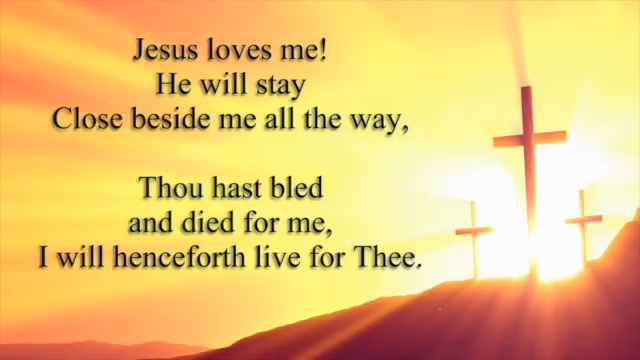 Jesus loves me!
He will stay
Close beside me all the way,
Thou hast bled
and died for me,
I will henceforth live for Thee.